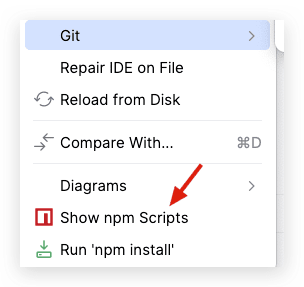 Git
Repair IDE on File
Reload from Disk
Compare With... ⌘D
Diagrams
Show npm Scripts
Run 'npm install'